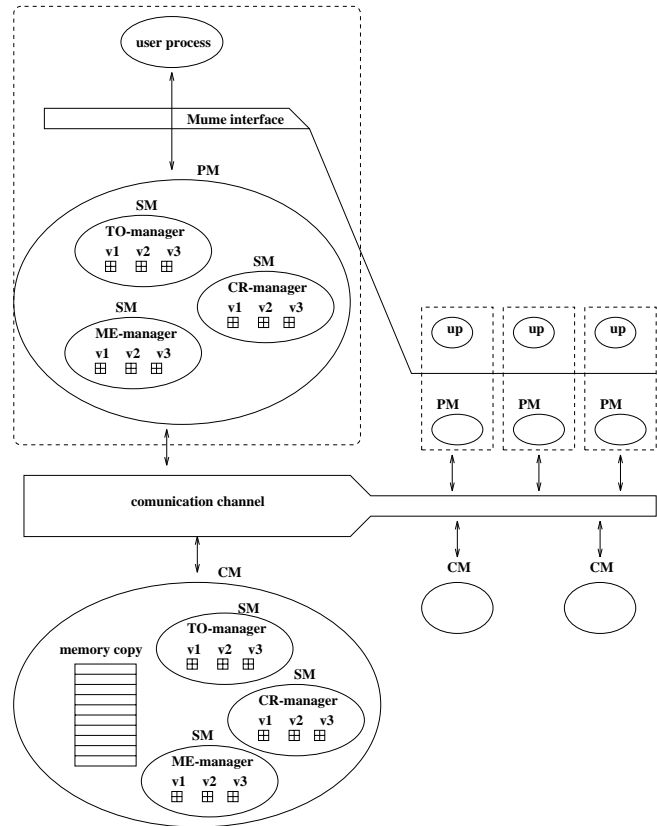 user process
Mume interface
PM
SM
TO-manager
v1 v2 v3
SM
CR-manager
v1 v2 v3
SM
ME-manager
v1 v2 v3
up up up
PM PM PM
comunication channel
CM
SM
TO-manager
v1 v2 v3
memory copy
SM
CR-manager
v1 v2 v3
SM
ME-manager
v1 v2 v3
CM CM